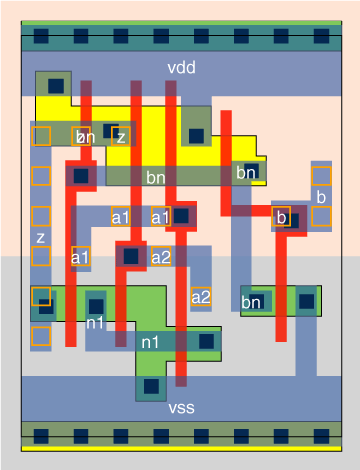 vdd
bn z
bn bn
a1 a1 b b
z
a1 a2
a2 bn
n1
n1
vss